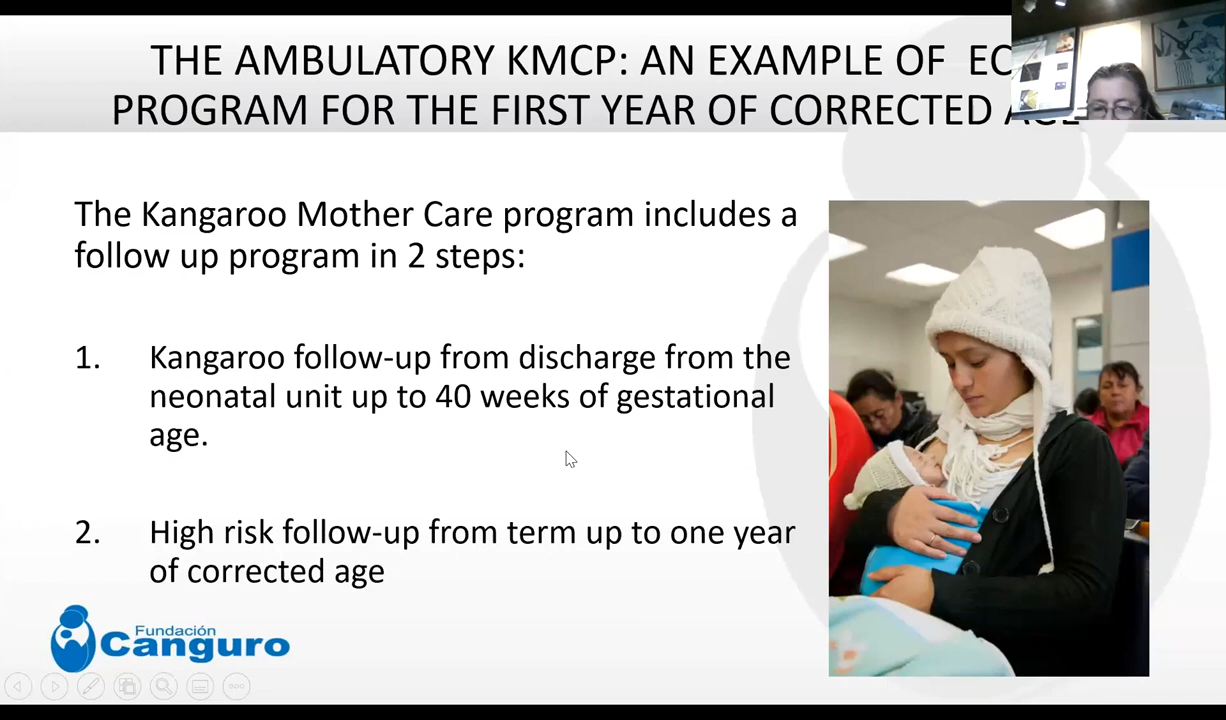 THE AMBULATORY KMCP: AN EXAMPLE OF
PROGRAM FOR THE FIRST YEAR OF CORRECTED
The Kangaroo Mother Care program includes a
follow up program in 2 steps:
1. Kangaroo follow-up from discharge from the
neonatal unit up to 40 weeks of gestational
age.
2. High risk follow-up from term up to one year
of corrected age
Fundación
Canguro